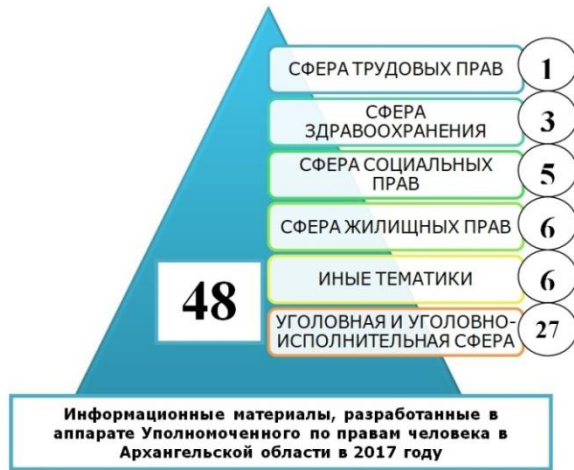 СФЕРА ТРУДОВЫХ ПРАВ
1
СФЕРА
ЗДРАВООХРАНЕНИЯ
3
СФЕРА СОЦИАЛЬНЫХ
ПРАВ
5
СФЕРА ЖИЛИЩНЫХ ПРАВ
6
ИНЫЕ ТЕМАТИКИ
6
УГОЛОВНАЯ И УГОЛОВНО-
ИСПОЛНИТЕЛЬНАЯ СФЕРА
27
48
Информационные материалы, разработанные в
аппарате Уполномоченного по правам человека в
Архангельской области в 2017 году